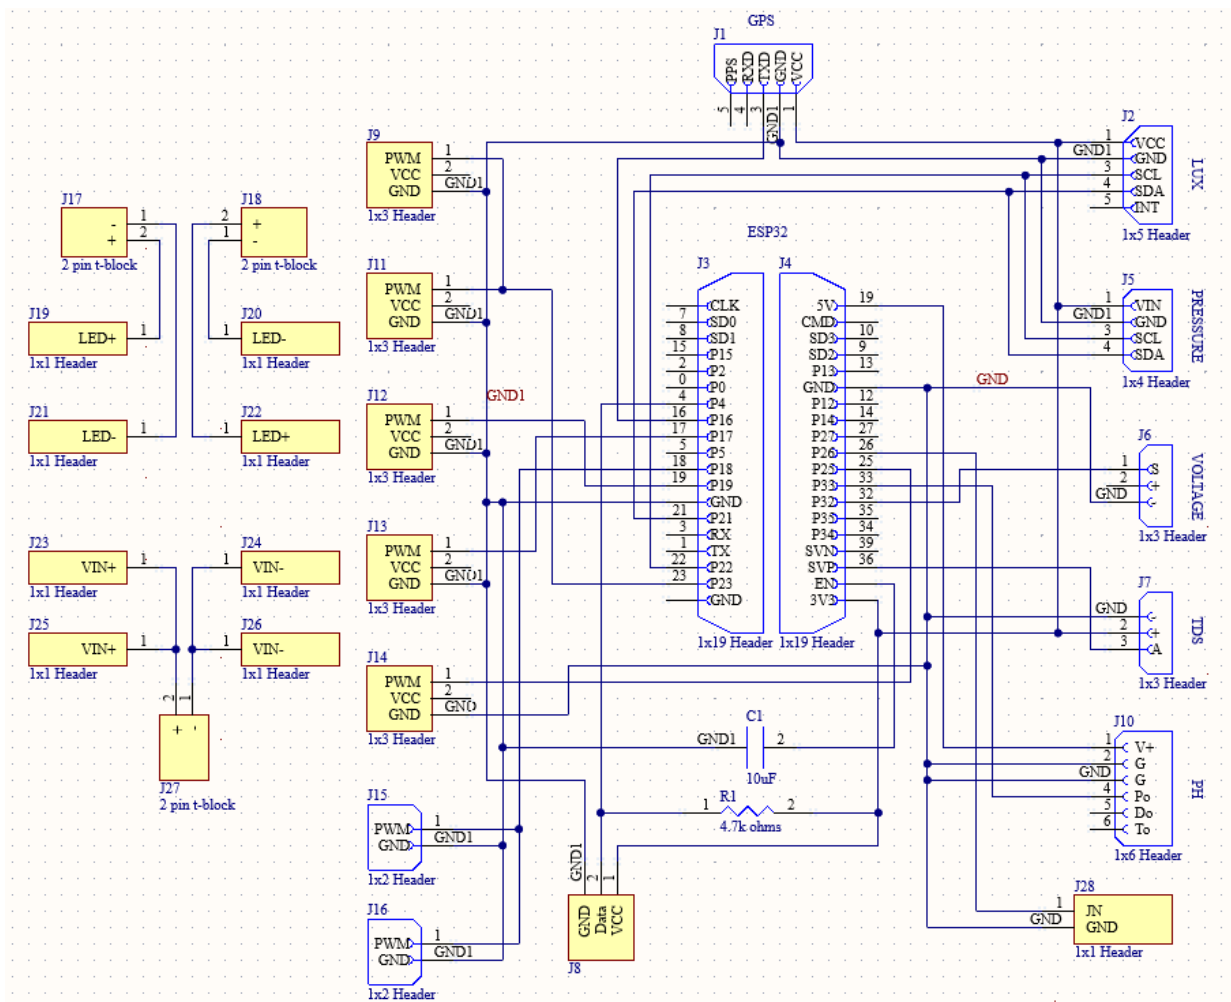 GPS
J1
PPS
RXD
TXD
GND
VCC
5
4
3
GND1
1
J2
1
VCC
GND1
GND
3
SCL
4
SDA
5
INT
LUX
1x5 Header
J9
PWM
1
VCC
2
GND
GND1
1x3 Header
J17
-
1
+
2
2 pin t-block
J18
2
+
1
-
2 pin t-block
J11
PWM
1
VCC
2
GND
GND1
1x3 Header
J19
LED+
1
1x1 Header
J20
1
LED-
1x1 Header
J5
1
VIN
GND1
GND
3
SCL
4
SDA
PRESSURE
1x4 Header
ESP32
J3
CLK
7
SD0
8
SD1
15
P15
2
P2
0
P0
4
P4
16
P16
17
P17
5
P5
18
P18
19
P19
GND
21
P21
3
RX
1
TX
22
P22
23
P23
GND
1x19 Header
J4
5V
19
CMD
SD3
10
SD2
9
P13
13
GND
P12
12
P14
14
P27
27
P26
26
P25
25
P33
33
P32
32
P35
35
P34
34
SVN
39
SVP
36
EN
3V3
1x19 Header
GND
GND1
J12
PWM
1
VCC
2
GND
GND1
1x3 Header
J21
LED-
1
1x1 Header
J22
1
LED+
1x1 Header
J6
1
S
2
+
GND
-
VOLTAGE
1x3 Header
J13
PWM
1
VCC
2
GND
GND1
1x3 Header
J23
VIN+
1
1x1 Header
J24
1
VIN-
1x1 Header
J25
VIN+
1
1x1 Header
J26
1
VIN-
1x1 Header
J7
GND
-
2
+
3
A
TDS
1x3 Header
J14
PWM
1
VCC
2
GND
GND
1x3 Header
2
1
+
-
J27
2 pin t-block
C1
GND1
2
10uF
R1
1
2
4.7k ohms
J10
1
V+
2
G
GND
G
4
Po
5
Do
6
To
PH
1x6 Header
J15
PWM
1
GND
GND1
1x2 Header
J16
PWM
1
GND
GND1
1x2 Header
GND1
2
1
GND
Data
VCC
J8
J28
1
JN
GND
GND
1x1 Header